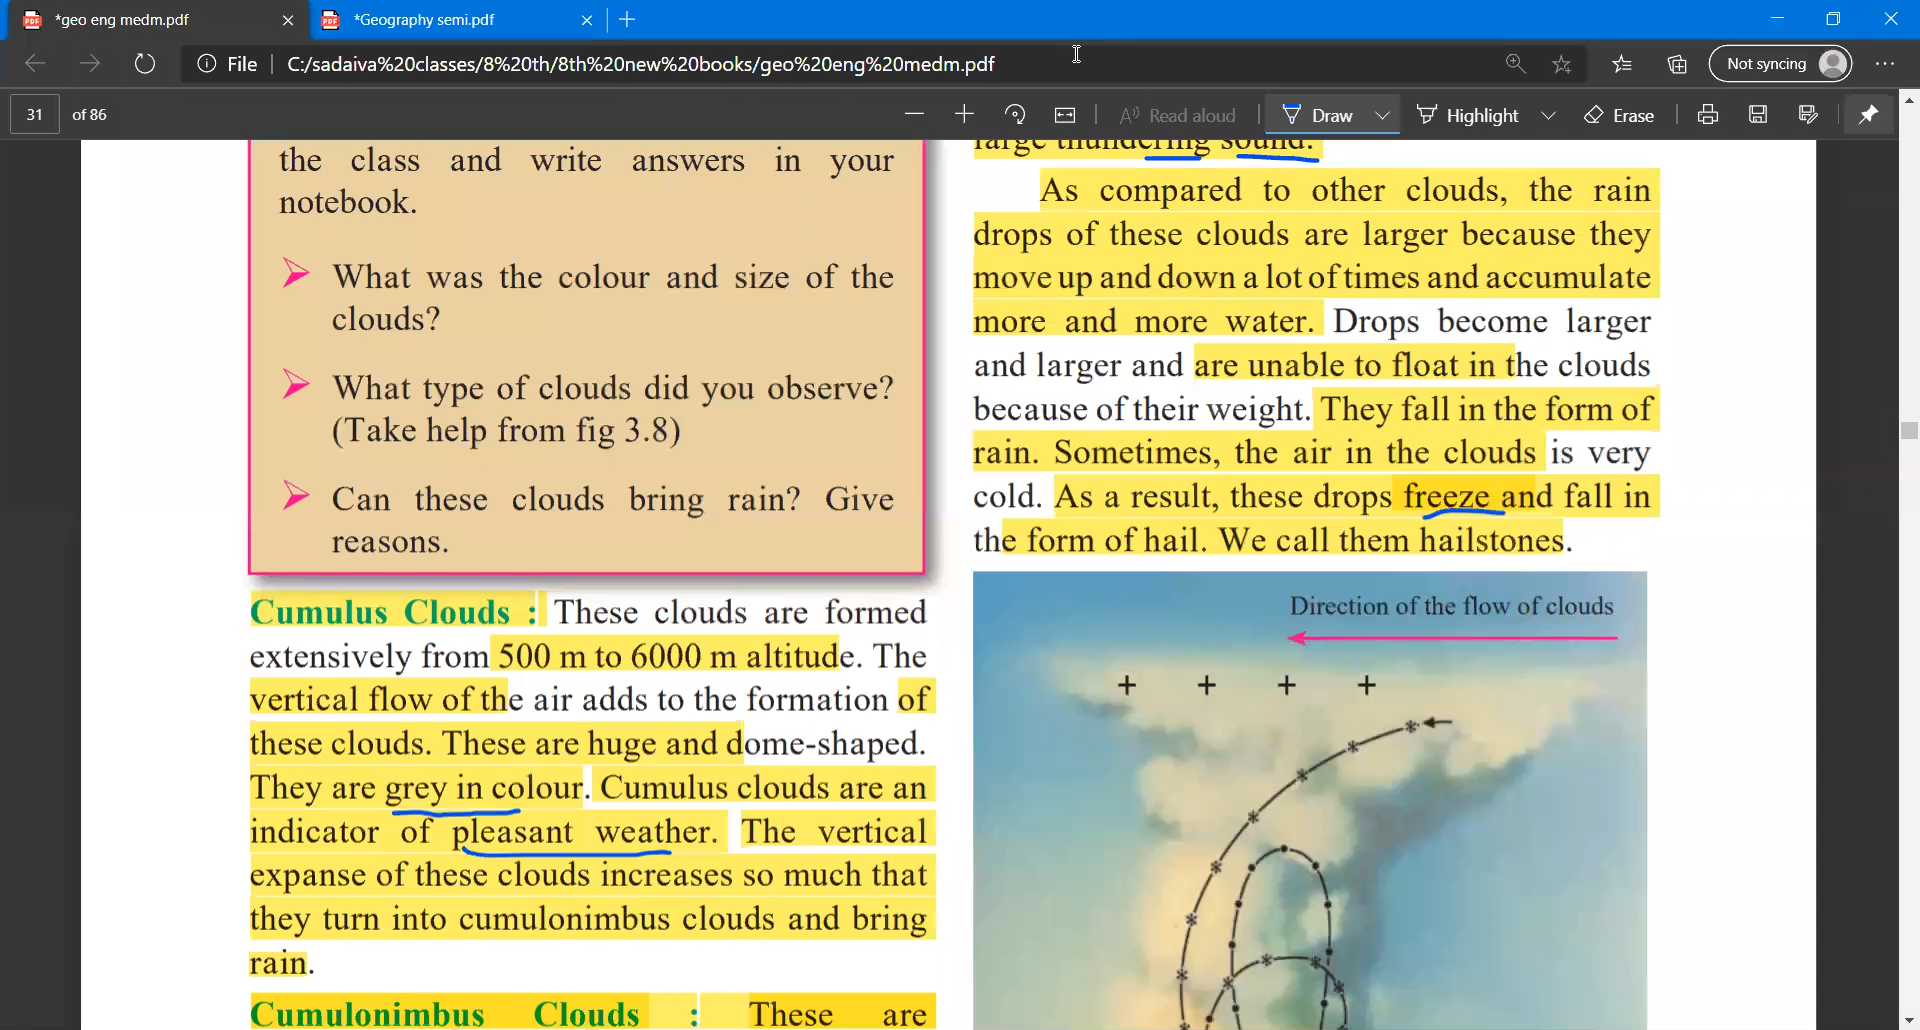 *geo eng medm.pdf
*Geography semi.pdf
File
C:/sadaiva%20classes/8%20th/8th%20new%20books/geo%20eng%20medm.pdf
Not syncing
31 of 86
Read aloud
Draw
Highlight
Erase
the class and write answers in your
notebook.
What was the colour and size of the
clouds?
What type of clouds did you observe?
(Take help from fig 3.8)
Can these clouds bring rain? Give
reasons.
Cumulus Clouds : These clouds are formed
extensively from 500 m to 6000 m altitude. The
vertical flow of the air adds to the formation of
these clouds. These are huge and dome-shaped.
They are grey in colour. Cumulus clouds are an
indicator of pleasant weather. The vertical
expanse of these clouds increases so much that
they turn into cumulonimbus clouds and bring
rain.
Cumulonimbus Clouds : These are
large thundering sound.
As compared to other clouds, the rain
drops of these clouds are larger because they
move up and down a lot of times and accumulate
more and more water. Drops become larger
and larger and are unable to float in the clouds
because of their weight. They fall in the form of
rain. Sometimes, the air in the clouds is very
cold. As a result, these drops freeze and fall in
the form of hail. We call them hailstones.
Direction of the flow of clouds
+ + + +